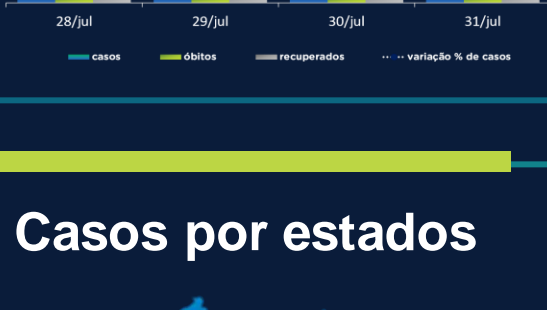 28/jul 29/jul 30/jul 31/jul
casos óbitos recuperados variação % de casos
Casos por estados